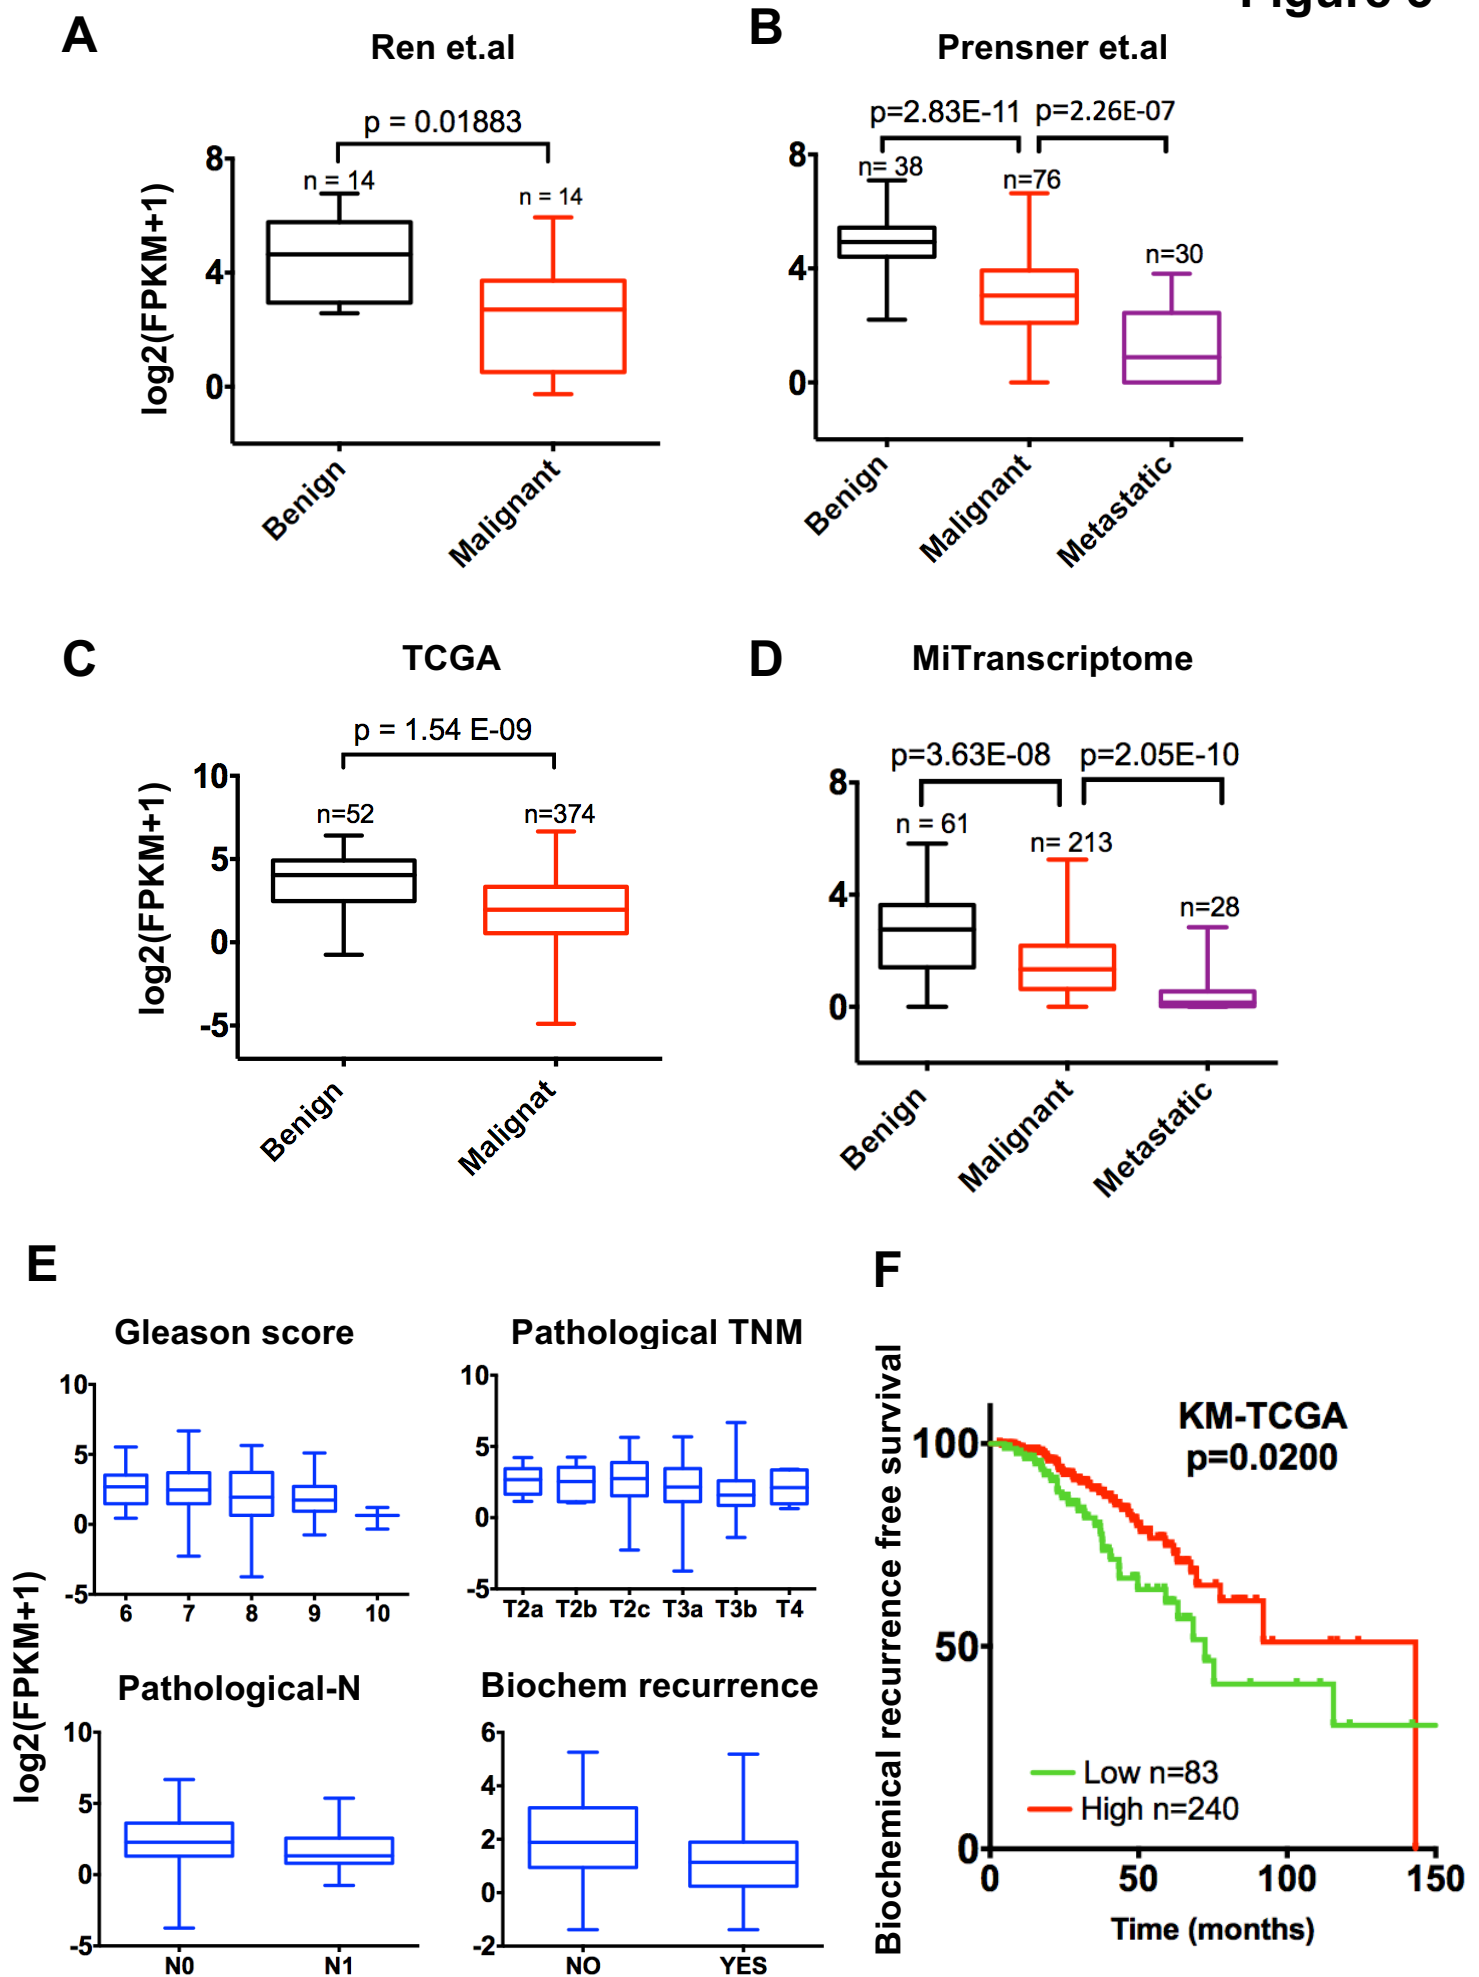 A
Ren et.al
p = 0.01883
n = 14
n = 14
8
4
0
log2(FPKM+1)
Benign
Malignant
B
Prensner et.al
p=2.83E-11
p=2.26E-07
n= 38
n=76
n=30
8
4
0
Benign
Malignant
Metastatic
C
TCGA
p = 1.54 E-09
n=52
n=374
10
5
0
-5
log2(FPKM+1)
Benign
Malignat
D
MiTranscriptome
p=3.63E-08
p=2.05E-10
n = 61
n= 213
n=28
8
4
0
Benign
Malignant
Metastatic
E
log2(FPKM+1)
Gleason score
10
5
0
-5
6 7 8 9 10
Pathological TNM
10
5
0
-5
T2a T2b T2c T3a T3b T4
Pathological-N
10
5
0
-5
N0 N1
Biochem recurrence
6
4
2
0
-2
NO YES
F
Biochemical recurrence free survival
KM-TCGA
p=0.0200
100
50
0
Low n=83
High n=240
0 50 100 150
Time (months)